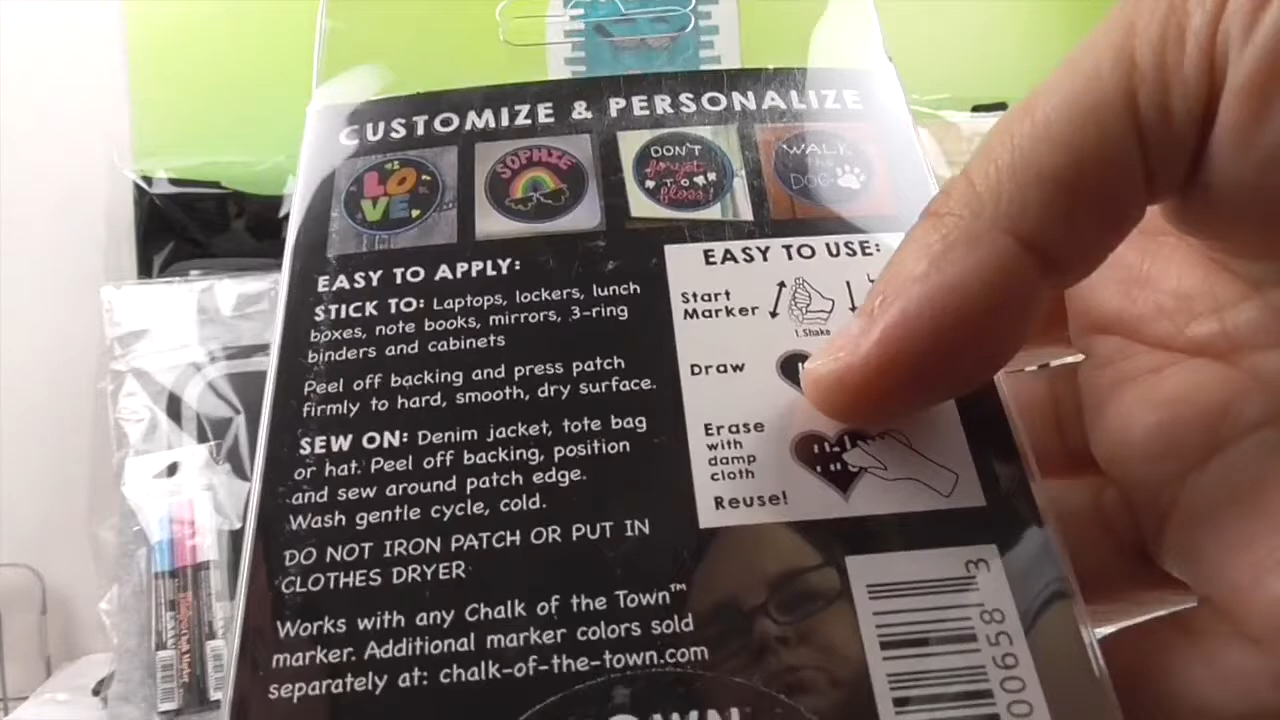 CUSTOMIZE & PERSONALIZE
LOVE
SOPHIE
DON'T
forget
TO
floss!
WALK
the
DOG
EASY TO APPLY:
STICK TO: Laptops, lockers, lunch
boxes, note books, mirrors, 3-ring
binders and cabinets
Peel off backing and press patch
firmly to hard, smooth, dry surface.
SEW ON: Denim jacket, tote bag
or hat. Peel off backing, position
and sew around patch edge.
Wash gentle cycle, cold.
DO NOT IRON PATCH OR PUT IN
CLOTHES DRYER
Works with any Chalk of the Town™
marker. Additional marker colors sold
separately at: chalk-of-the-town.com
EASY TO USE:
Start
Marker
1. Shake
Draw
Erase
with
damp
cloth
Reuse!
00658 3